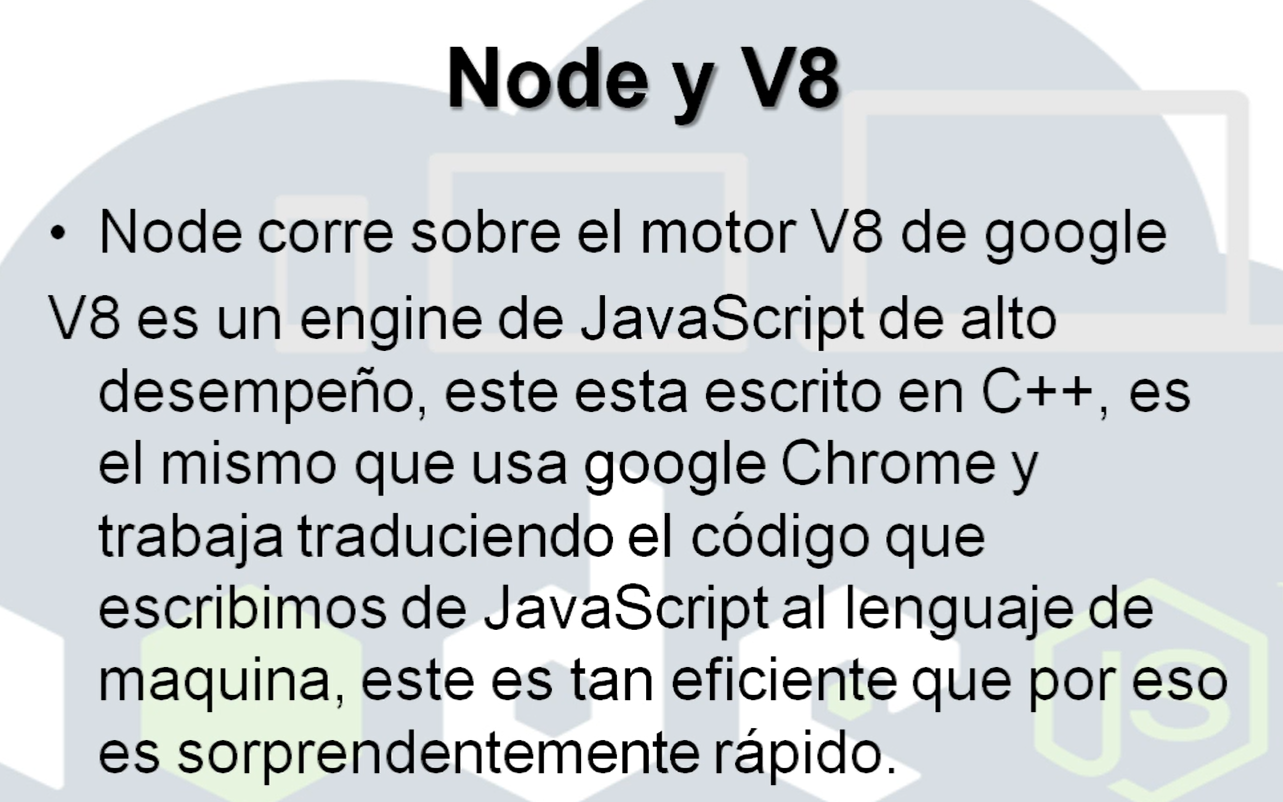 Node y V8
• Node corre sobre el motor V8 de google
V8 es un engine de JavaScript de alto
desempeño, este esta escrito en C++, es
el mismo que usa google Chrome y
trabaja traduciendo el código que
escribimos de JavaScript al lenguaje de
maquina, este es tan eficiente que por eso
es sorprendentemente rápido.
JS